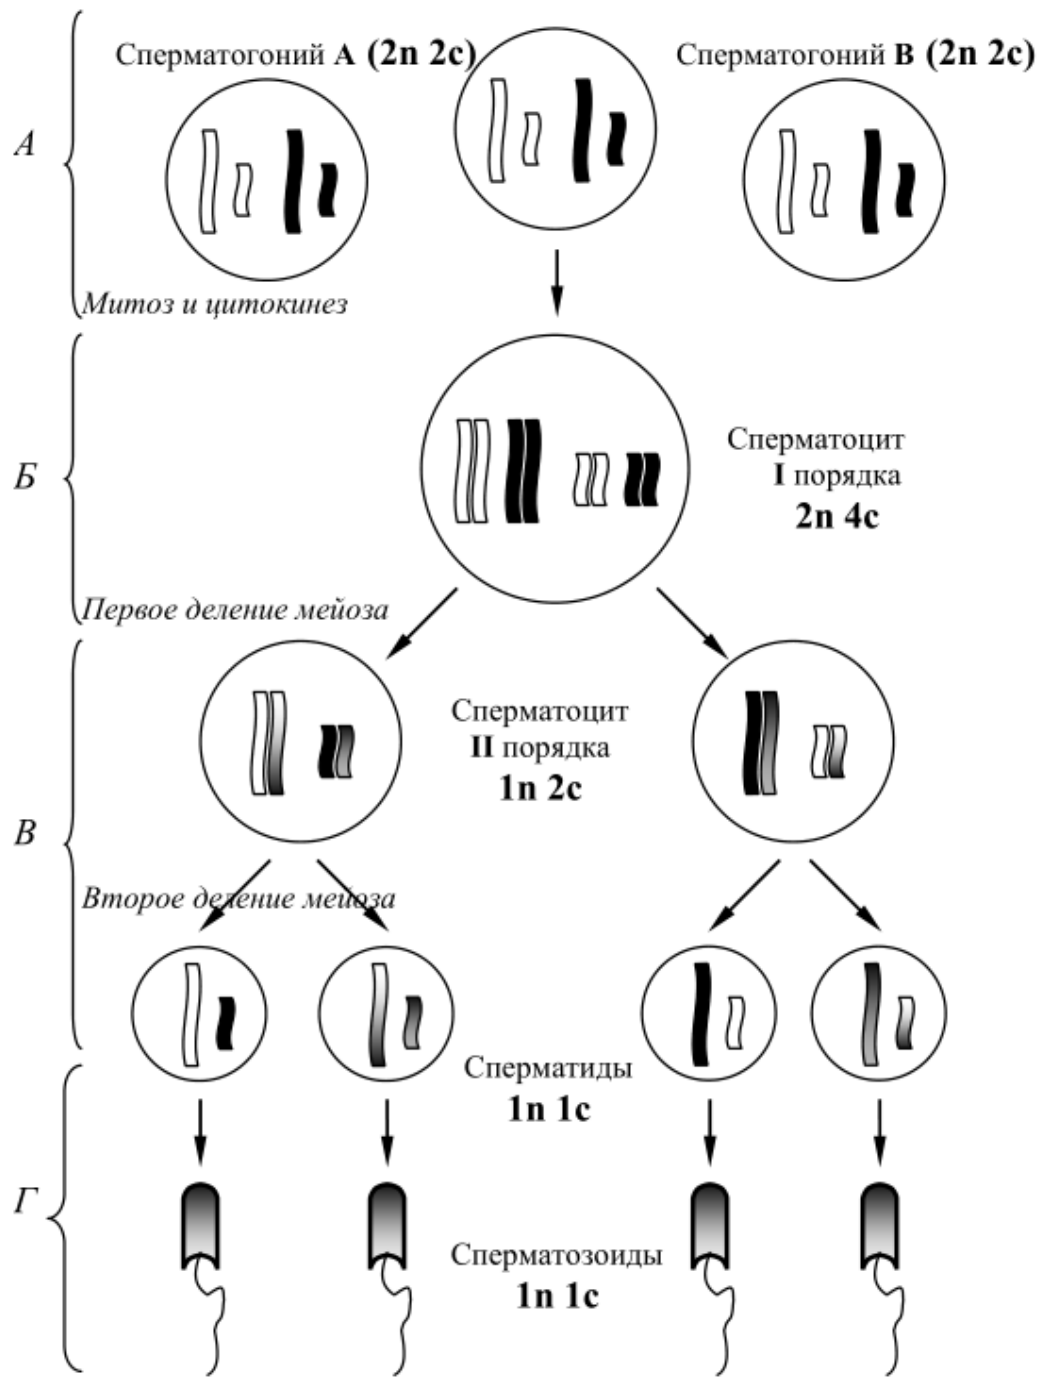 Сперматогоний А (2n 2c)
Сперматогоний В (2n 2c)
А
Митоз и цитокинез
Б
Сперматоцит
I порядка
2n 4c
Первое деление мейоза
Сперматоцит
II порядка
1n 2c
В
Второе деление мейоза
Сперматиды
1n 1c
Г
Сперматозоиды
1n 1c